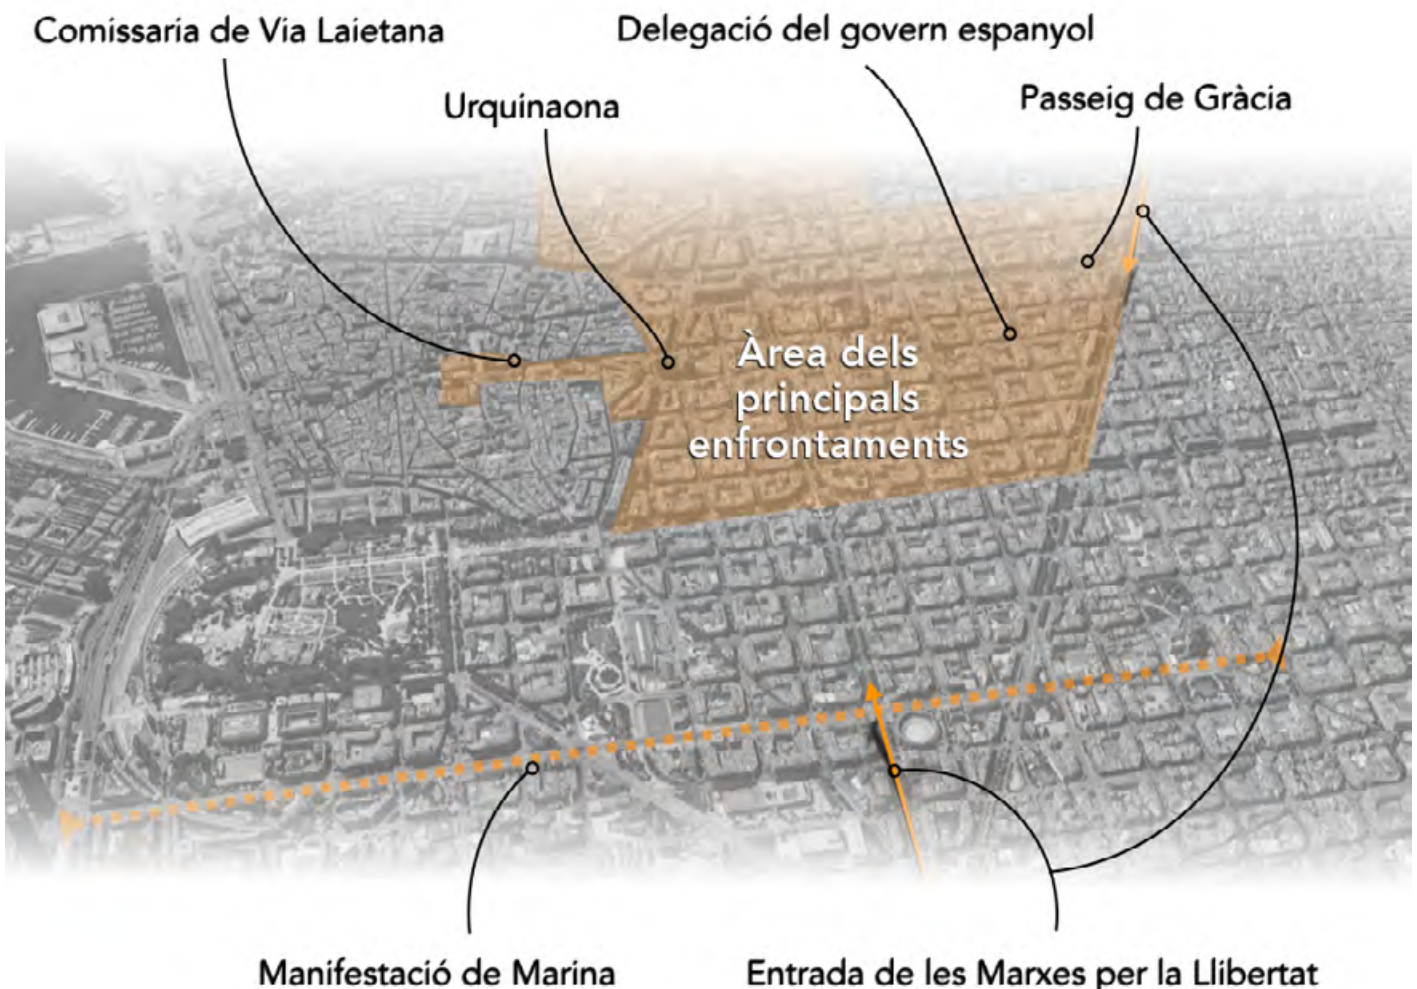 Comissaria de Via Laietana
Delegació del govern espanyol
Urquinaona
Passeig de Gràcia
Àrea dels
principals
enfrontaments
Manifestació de Marina
Entrada de les Marxes per la Llibertat